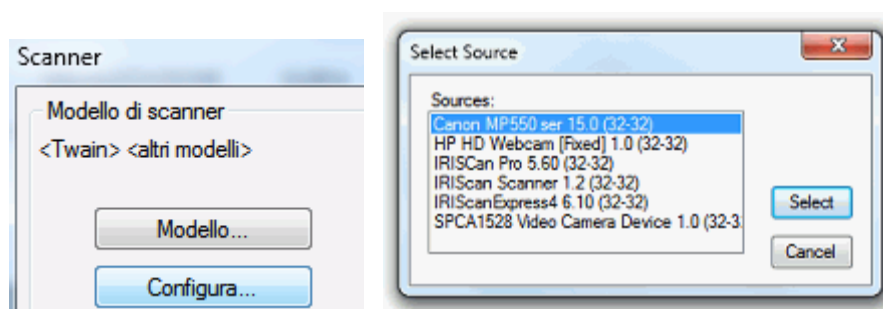 Scanner
Modello di scanner
<Twain> <altri modelli>
Modello...
Configura...
Select Source
Sources:
Canon MP550 ser 15.0 (32-32)
HP HD Webcam [Fixed] 1.0 (32-32)
IRIScan Pro 5.60 (32-32)
IRIScan Scanner 1.2 (32-32)
IRIScanExpress4 6.10 (32-32)
SPCA1528 Video Camera Device 1.0 (32-3
Select
Cancel